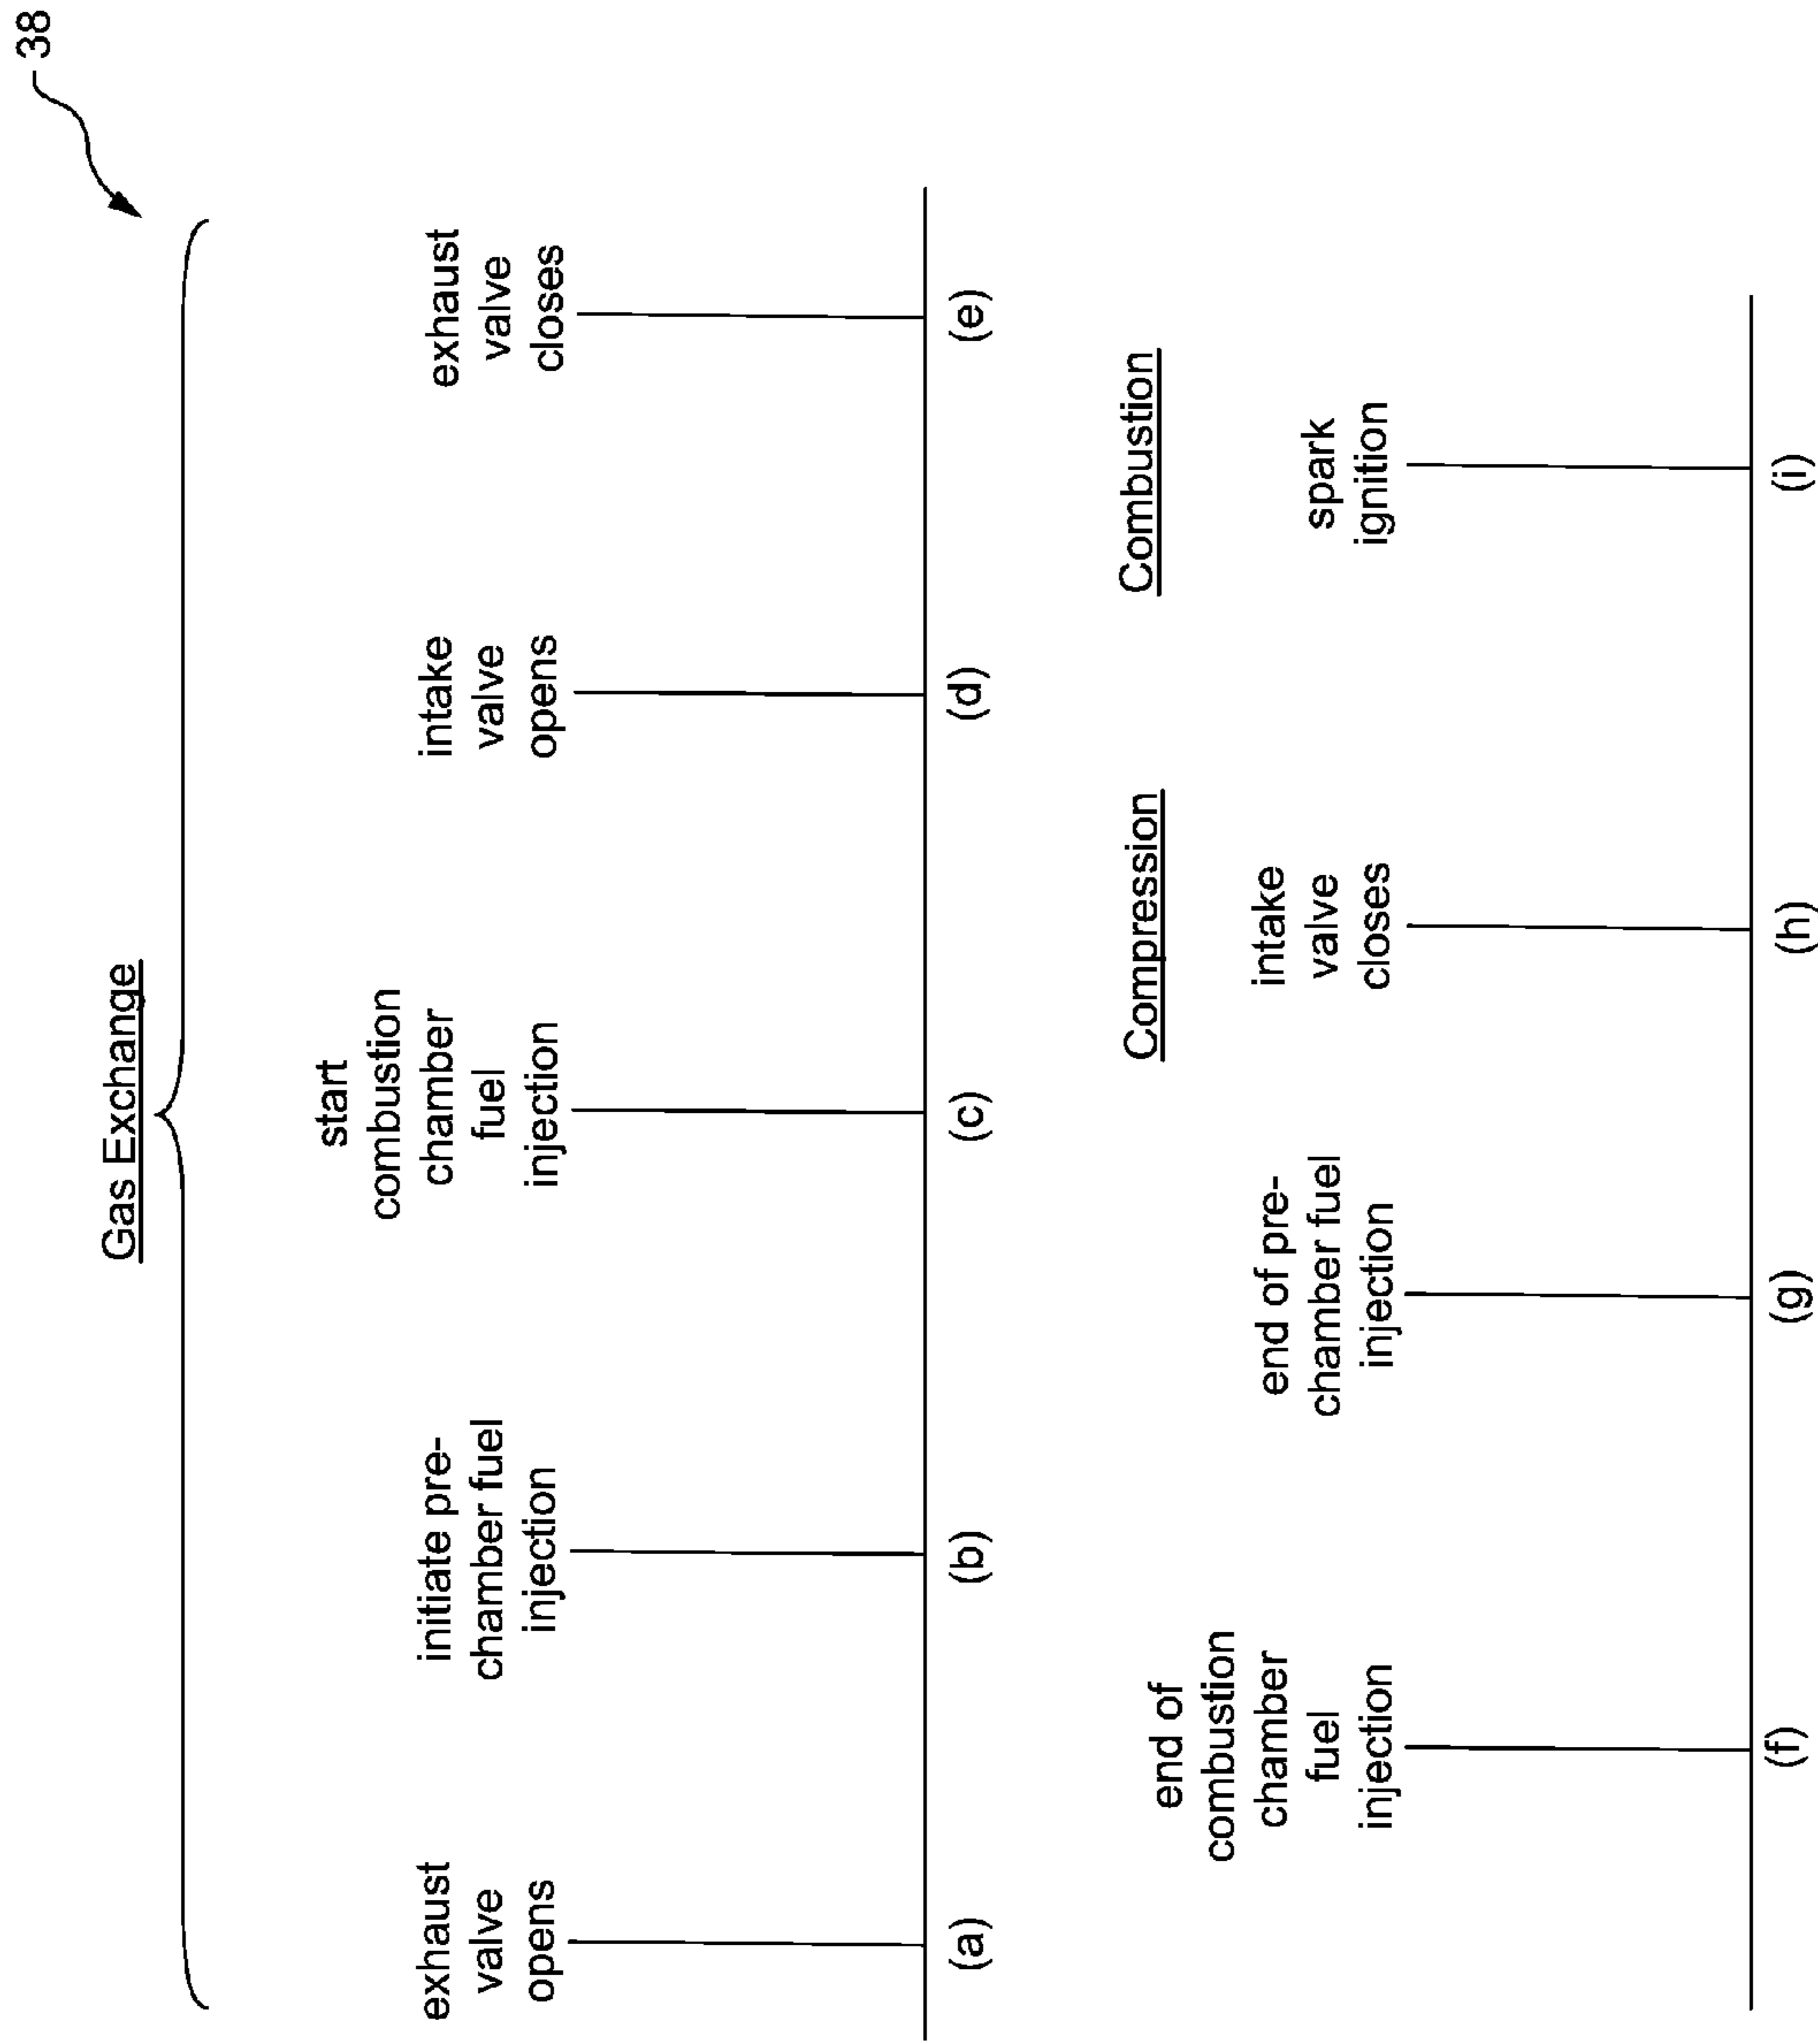 38
Gas Exchange
exhaust
valve
opens
initiate pre-
chamber fuel
injection
start
combustion
chamber
fuel
injection
intake
valve
opens
exhaust
valve
closes
(a)
(b)
(c)
(d)
(e)
Compression
Combustion
end of
combustion
chamber
fuel
injection
end of pre-
chamber fuel
injection
intake
valve
closes
spark
ignition
(f)
(g)
(h)
(i)